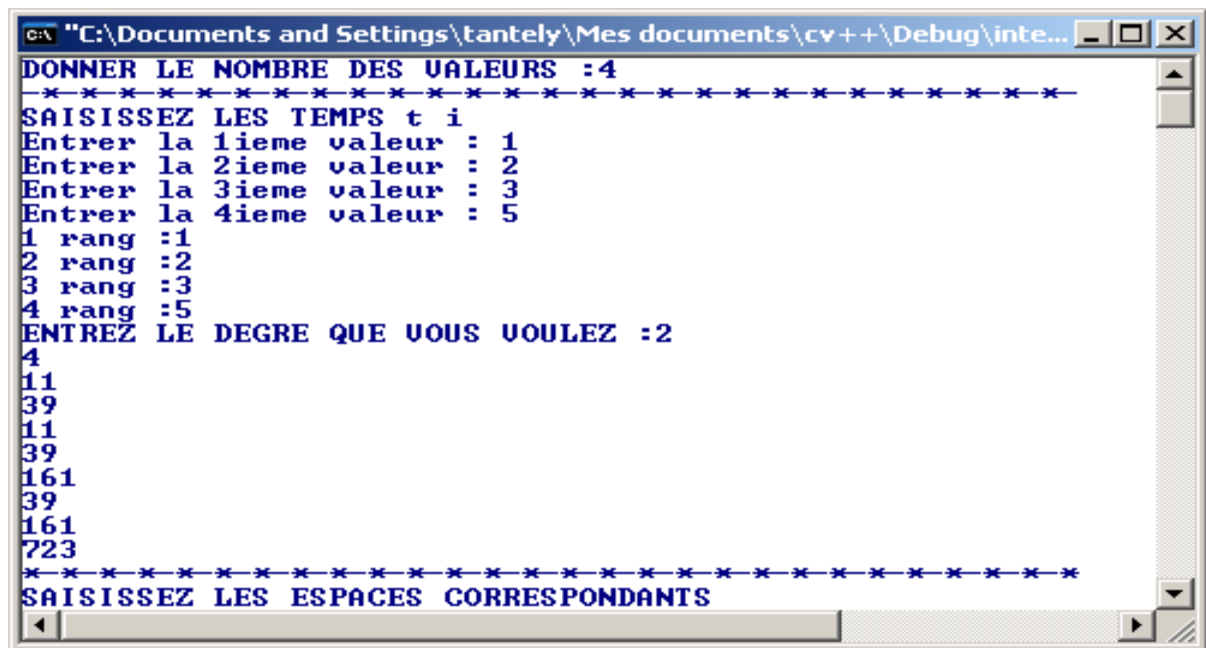 "C:\Documents and Settings\tantely\Mes documents\cv++\Debug\inte...
DONNER LE NOMBRE DES VALEURS :4
-*-*-*-*-*-*-*-*-*-*-*-*-*-*-*-*-*-*-*-*-*-*-*-*-*-*-*-
SAISISSEZ LES TEMPS t i
Entrer la 1ieme valeur : 1
Entrer la 2ieme valeur : 2
Entrer la 3ieme valeur : 3
Entrer la 4ieme valeur : 5
1 rang :1
2 rang :2
3 rang :3
4 rang :5
ENTREZ LE DEGRE QUE VOUS VOULEZ :2
4
11
39
11
39
161
39
161
723
*-*-*-*-*-*-*-*-*-*-*-*-*-*-*-*-*-*-*-*-*-*-*-*-*-*-*-*
SAISISSEZ LES ESPACES CORRESPONDANTS